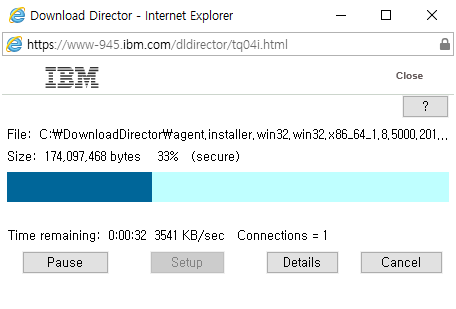 Download Director - Internet Explorer
https://www-945.ibm.com/dldirector/tq04i.html
IBM
Close
?
File: C:₩DownloadDirector₩agent,installer,win32,win32,x86_64_1,8,5000,201,,,
Size: 174,097,468 bytes 33% (secure)
Time remaining: 0:00:32 3541 KB/sec Connections = 1
Pause Setup Details Cancel